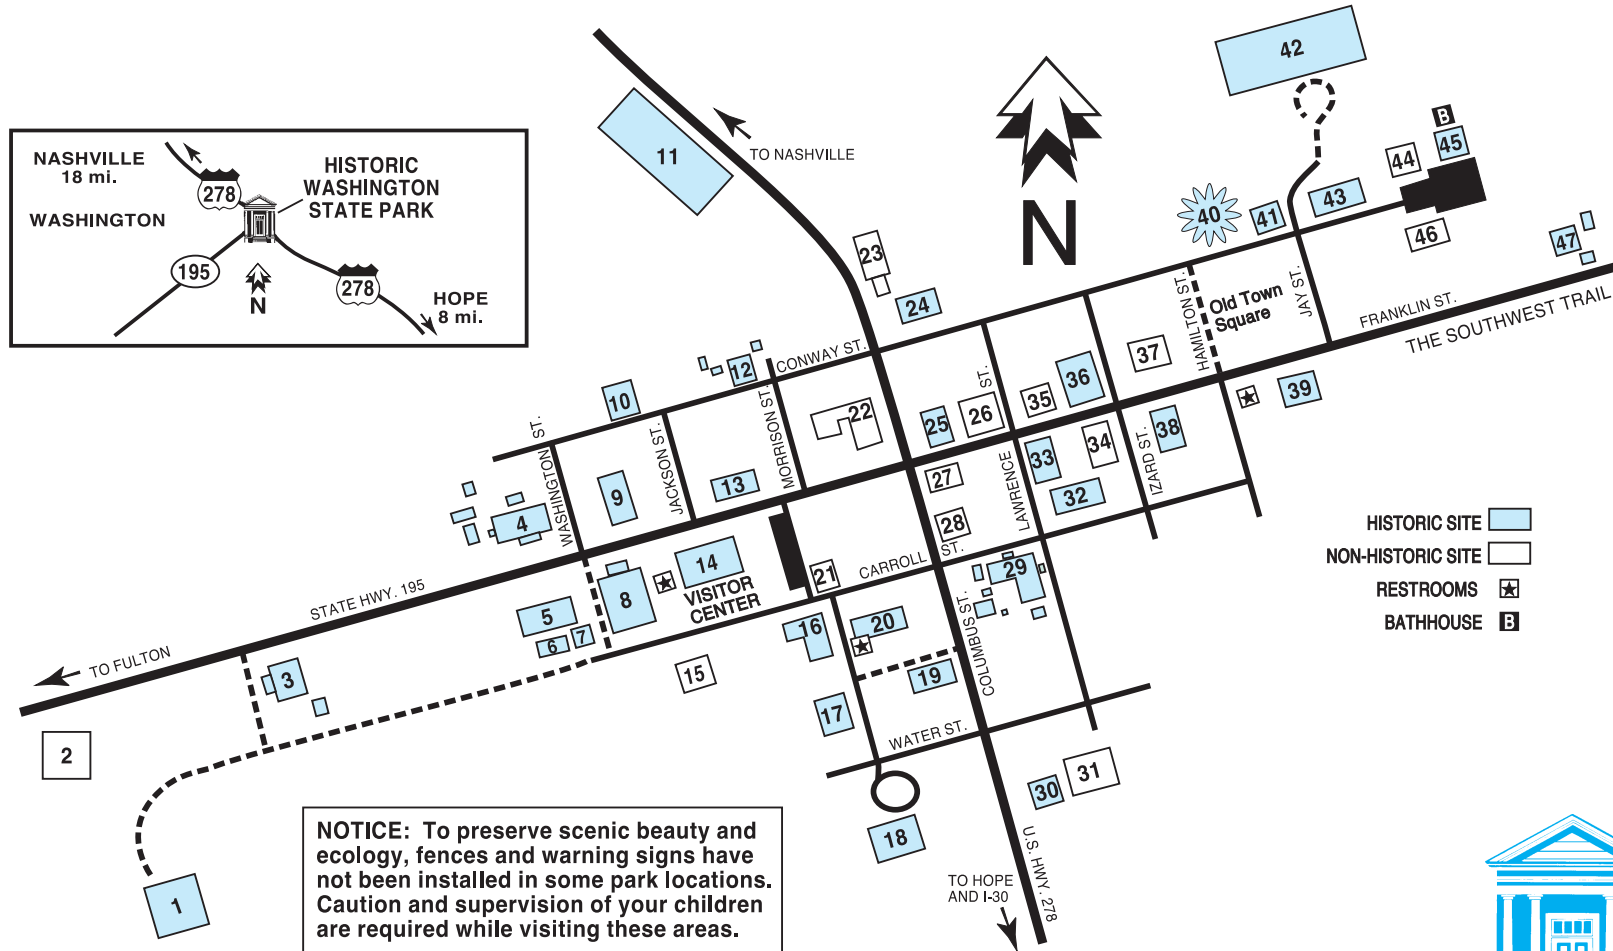 NASHVILLE
18 mi.
278
HISTORIC
WASHINGTON
STATE PARK
WASHINGTON
195
N
278
HOPE
8 mi.
11
TO NASHVILLE
N
42
B
45
44
43
41
40
46
47
23
24
CONWAY ST.
12
10
HAMILTON ST.
Old Town
Square
JAY ST.
FRANKLIN ST.
THE SOUTHWEST TRAIL
37
36
35
ST.
26
25
22
39
38
34
33
32
IZARD ST.
LAWRENCE
27
28
MORRISON ST.
JACKSON ST.
WASHINGTON ST.
13
9
4
STATE HWY. 195
14
VISITOR
CENTER
8
5
6
7
21
CARROLL
ST.
29
COLUMBUS ST.
16
20
19
17
15
WATER ST.
TO FULTON
3
2
1
18
30
31
U.S. HWY. 278
TO HOPE
AND I-30
HISTORIC SITE
NON-HISTORIC SITE
RESTROOMS
BATHHOUSE B
NOTICE: To preserve scenic beauty and
ecology, fences and warning signs have
not been installed in some park locations.
Caution and supervision of your children
are required while visiting these areas.